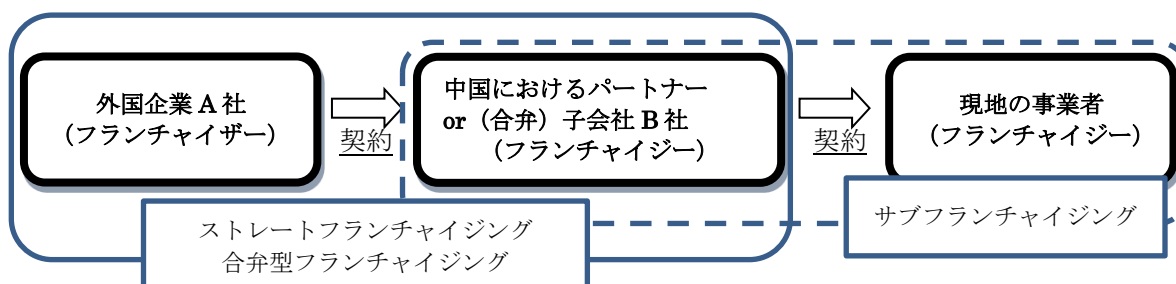 外国企業 A 社
（フランチャイザー）
契約
中国におけるパートナー
or（合弁）子会社 B 社
（フランチャイジー）
契約
現地の事業者
（フランチャイジー）
ストレートフランチャイジング
合弁型フランチャイジング
サブフランチャイジング